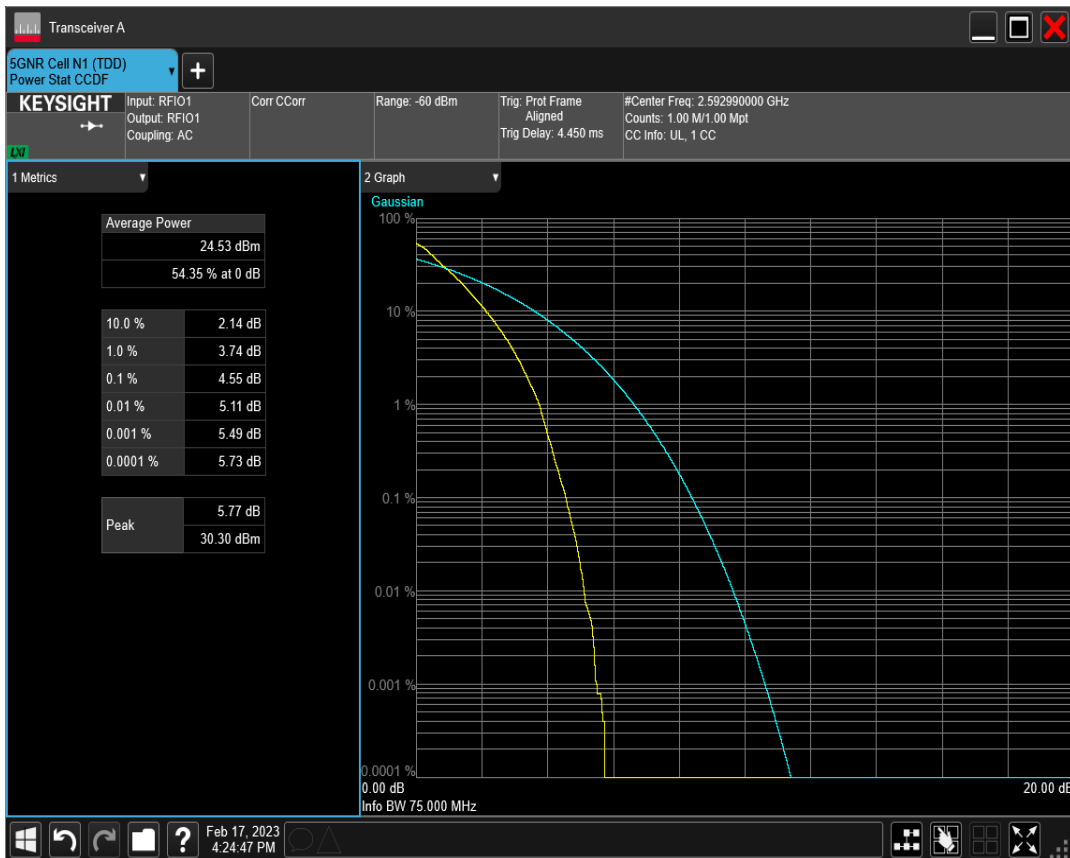 Transceiver A
5GNR Cell N1 (TDD)
Power Stat CCDF
KEYSIGHT
LXI
Input: RFIO1
Output: RFIO1
Coupling: AC
Corr CCorr
Range: -60 dBm
Trig: Prot Frame
Aligned
Trig Delay: 4.450 ms
#Center Freq: 2.592990000 GHz
Counts: 1.00 M/1.00 Mpt
CC Info: UL, 1 CC
1 Metrics
Average Power
24.53 dBm
54.35 % at 0 dB
10.0 % 2.14 dB
1.0 % 3.74 dB
0.1 % 4.55 dB
0.01 % 5.11 dB
0.001 % 5.49 dB
0.0001 % 5.73 dB
Peak
5.77 dB
30.30 dBm
2 Graph
Gaussian
100 %
10 %
1 %
0.1 %
0.01 %
0.001 %
0.0001 %
0.00 dB 20.00 dB
Info BW 75.000 MHz
?
Feb 17, 2023
4:24:47 PM